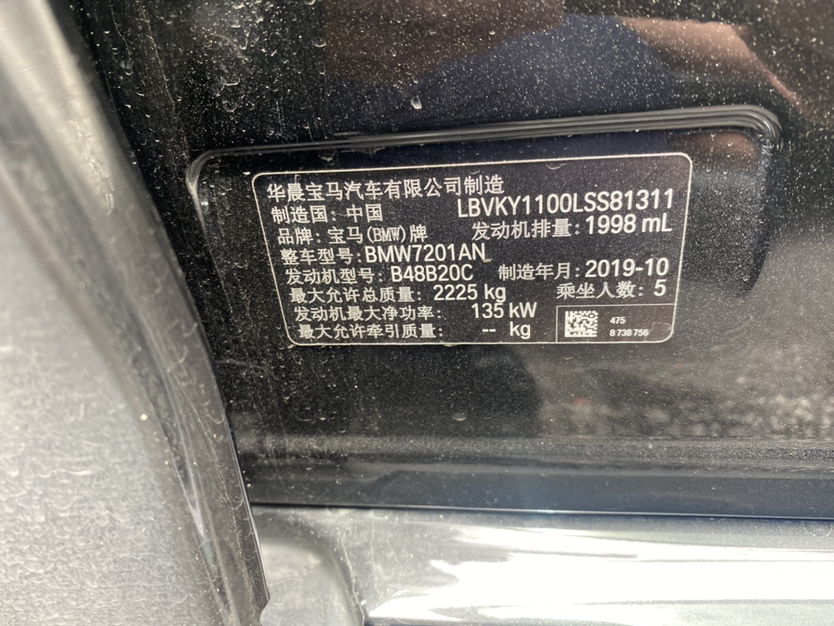 华晨宝马汽车有限公司制造
制造国：中国 LBVKY1100LSS81311
品牌：宝马(BMW)牌 发动机排量：1998 mL
整车型号：BMW7201AN
发动机型号：B48B20C 制造年月：2019-10
最大允许总质量：2225 kg 乘坐人数：5
发动机最大净功率：135 kW
最大允许牵引质量：-- kg
475
8 738 756